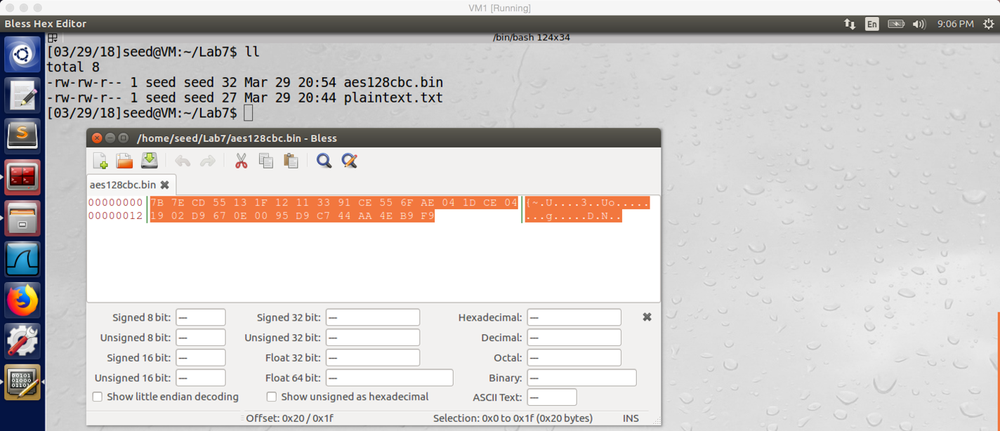 VM1 [Running]
Bless Hex Editor En 9:06 PM
/bin/bash 124x34
[03/29/18]seed@VM:~/Lab7$ ll
total 8
-rw-rw-r-- 1 seed seed 32 Mar 29 20:54 aes128cbc.bin
-rw-rw-r-- 1 seed seed 27 Mar 29 20:44 plaintext.txt
[03/29/18]seed@VM:~/Lab7$
/home/seed/Lab7/aes128cbc.bin - Bless
aes128cbc.bin
00000000 7B 7E CD 55 13 1F 12 11 33 91 CE 55 6F AE 04 1D CE 04 {~.U....3..Uo.....
00000012 19 02 D9 67 0E 00 95 D9 C7 44 AA 4E B9 F9 ...g.....D.N..
Signed 8 bit: --- Signed 32 bit: --- Hexadecimal: ---
Unsigned 8 bit: --- Unsigned 32 bit: --- Decimal: ---
Signed 16 bit: --- Float 32 bit: --- Octal: ---
Unsigned 16 bit: --- Float 64 bit: --- Binary: ---
Show little endian decoding Show unsigned as hexadecimal ASCII Text: ---
Offset: 0x20 / 0x1f Selection: 0x0 to 0x1f (0x20 bytes) INS